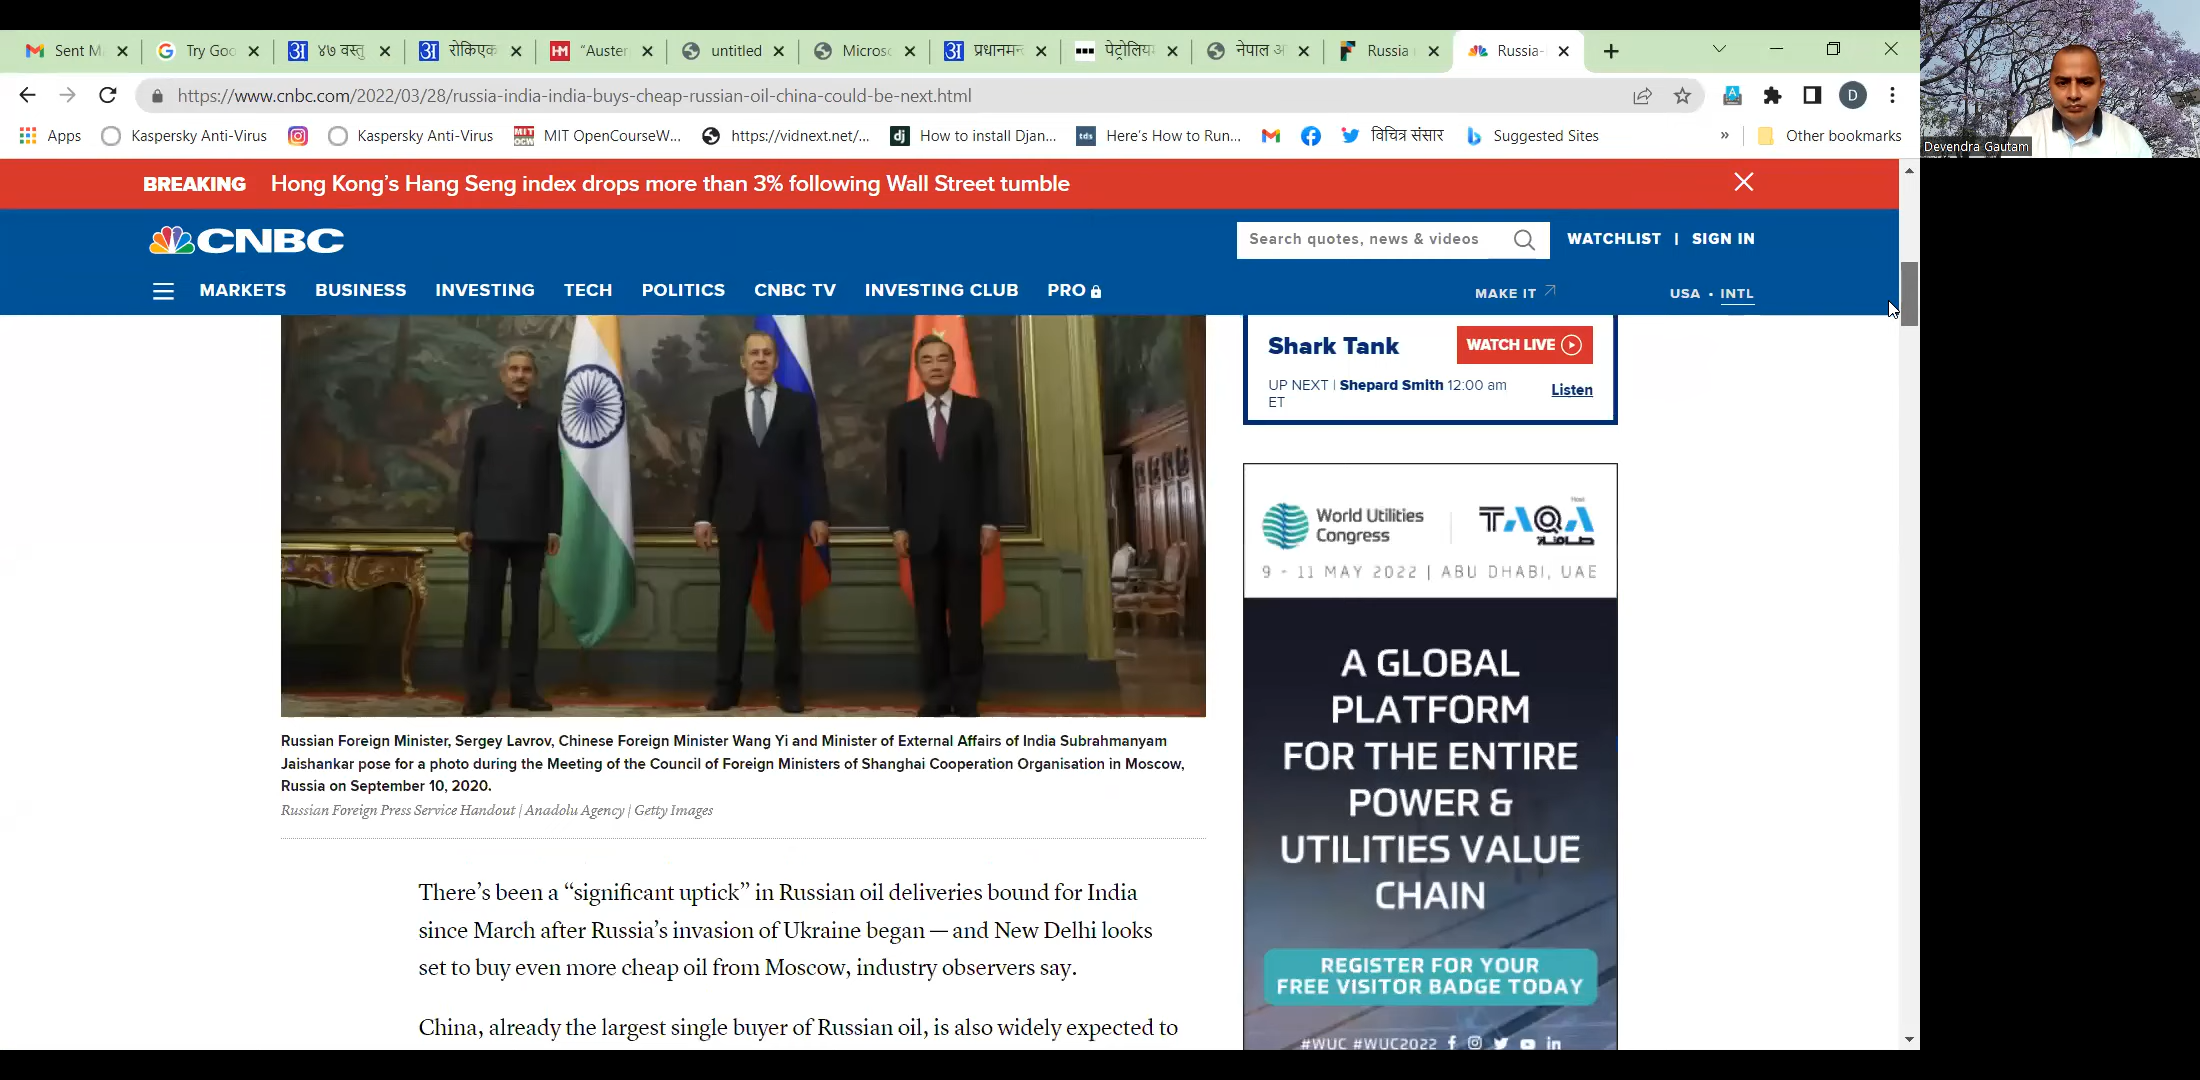 Sent M
Try Goo
४७ वस्तु
रोकिएक
"Auster
untitled
Micros
प्रधानमन्
पेट्रोलिय
नेपाल अ
Russia
Russia-
https://www.cnbc.com/2022/03/28/russia-india-india-buys-cheap-russian-oil-china-could-be-next.html
D
Apps
Kaspersky Anti-Virus
Kaspersky Anti-Virus
MIT OpenCourseW...
https://vidnext.net/...
How to install Djan...
Here's How to Run...
विचित्र संसार
Suggested Sites
»
Other bookmarks
Devendra Gautam
BREAKING Hong Kong's Hang Seng index drops more than 3% following Wall Street tumble
CNBC
Search quotes, news & videos
WATCHLIST | SIGN IN
MARKETS BUSINESS INVESTING TECH POLITICS CNBC TV INVESTING CLUB PRO
MAKE IT
USA • INTL
Shark Tank
WATCH LIVE
UP NEXT | Shepard Smith 12:00 am
ET
Listen
Russian Foreign Minister, Sergey Lavrov, Chinese Foreign Minister Wang Yi and Minister of External Affairs of India Subrahmanyam
Jaishankar pose for a photo during the Meeting of the Council of Foreign Ministers of Shanghai Cooperation Organisation in Moscow,
Russia on September 10, 2020.
Russian Foreign Press Service Handout | Anadolu Agency | Getty Images
There's been a “significant uptick” in Russian oil deliveries bound for India
since March after Russia's invasion of Ukraine began — and New Delhi looks
set to buy even more cheap oil from Moscow, industry observers say.
China, already the largest single buyer of Russian oil, is also widely expected to
World Utilities
Congress
TAQA
طاقة
9 - 11 MAY 2022 | ABU DHABI, UAE
A GLOBAL
PLATFORM
FOR THE ENTIRE
POWER &
UTILITIES VALUE
CHAIN
REGISTER FOR YOUR
FREE VISITOR BADGE TODAY
#WUC #WUC2022